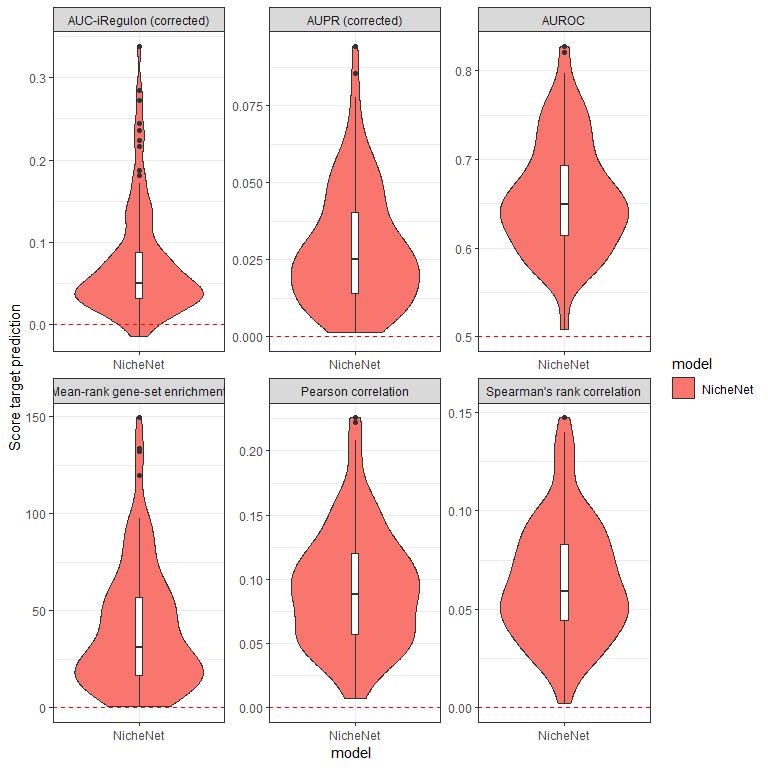 AUC-iRegulon (corrected)
AUPR (corrected)
AUROC
0.3
0.2
0.1
0.0
0.075
0.050
0.025
0.000
0.8
0.7
0.6
0.5
NicheNet
NicheNet
NicheNet
Score target prediction
Mean-rank gene-set enrichment
Pearson correlation
Spearman's rank correlation
150
100
50
0
0.20
0.15
0.10
0.05
0.00
0.15
0.10
0.05
0.00
NicheNet
NicheNet
NicheNet
model
model
NicheNet